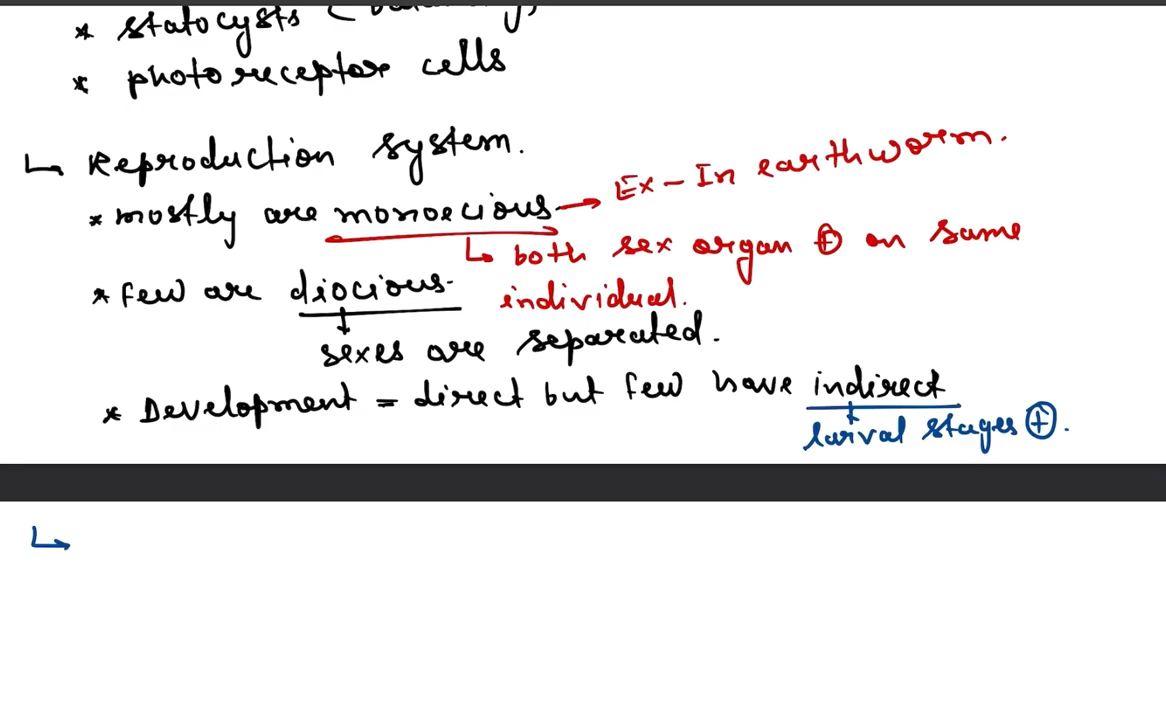 * statocysts (
* photoreceptor cells
↳ Reproduction system.
* mostly are monoecious → Ex - In earthworm.
↳ both sex organ ⊕ on same individual.
* few are diocious.
↓
sexes are separated.
* Development = direct but few have indirect
↓
larval stages ⊕.
↳